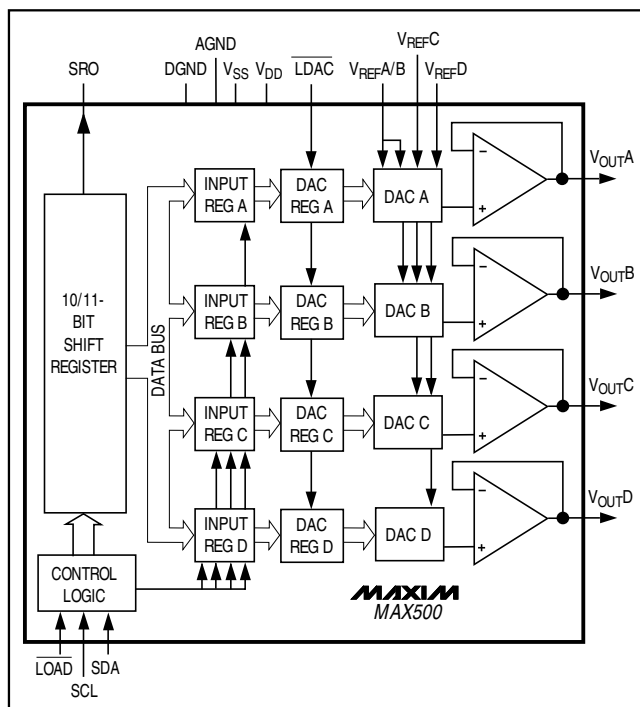 AGND
SRO
DGND
VSS
VDD
LDAC
VREFA/B
VREFC
VREFD
INPUT
REG A
DAC
REG A
DAC A
−
+
VOUTA
10/11-
BIT
SHIFT
REGISTER
DATA BUS
INPUT
REG B
DAC
REG B
DAC B
−
+
VOUTB
INPUT
REG C
DAC
REG C
DAC C
−
+
VOUTC
INPUT
REG D
DAC
REG D
DAC D
−
+
VOUTD
CONTROL
LOGIC
MAXIM
MAX500
LOAD
SCL
SDA